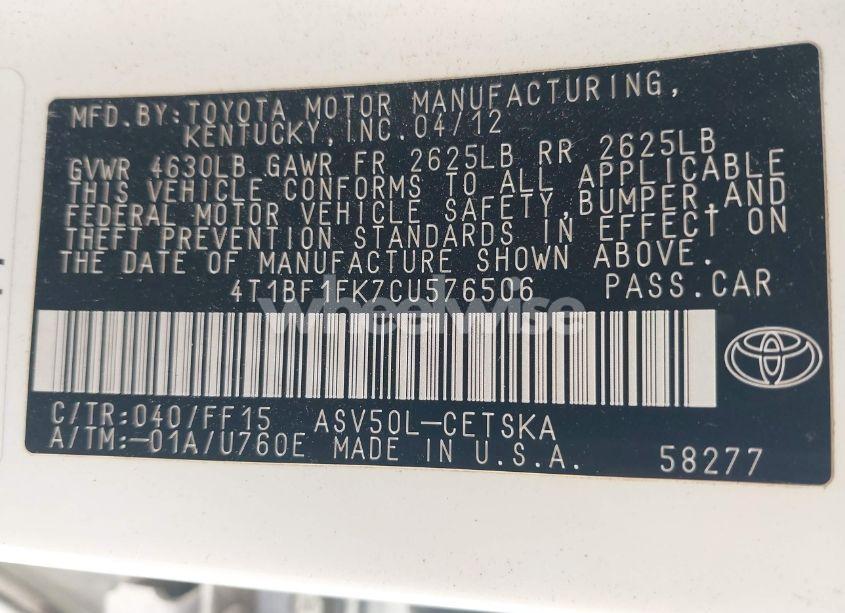 MFD.BY:TOYOTA MOTOR MANUFACTURING,
KENTUCKY,INC.04/12
GVWR 4630LB GAWR FR 2625LB RR 2625LB
THIS VEHICLE CONFORMS TO ALL APPLICABLE
FEDERAL MOTOR VEHICLE SAFETY,BUMPER,AND
THEFT PREVENTION STANDARDS IN EFFECT ON
THE DATE OF MANUFACTURE SHOWN ABOVE.
4T1BF1FK7CU576506 PASS.CAR
wheelwise
C/TR:040/FF15 ASV50L-CETSKA
A/TM:-01A/U760E MADE IN U.S.A. 58277